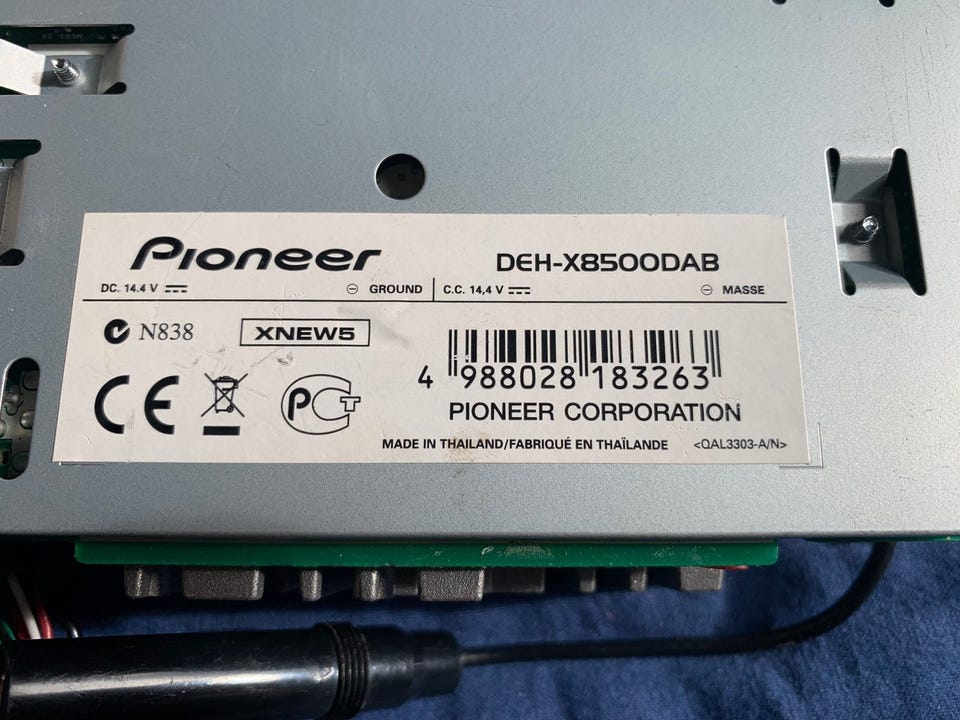 Pioneer
DEH-X8500DAB
DC. 14.4 V ⎓ ⊖ GROUND
C.C. 14,4 V ⎓ ⊖ MASSE
N838
XNEW5
CE
PCT
4 988028 183263
PIONEER CORPORATION
MADE IN THAILAND/FABRIQUÉ EN THAÏLANDE <QAL3303-A/N>